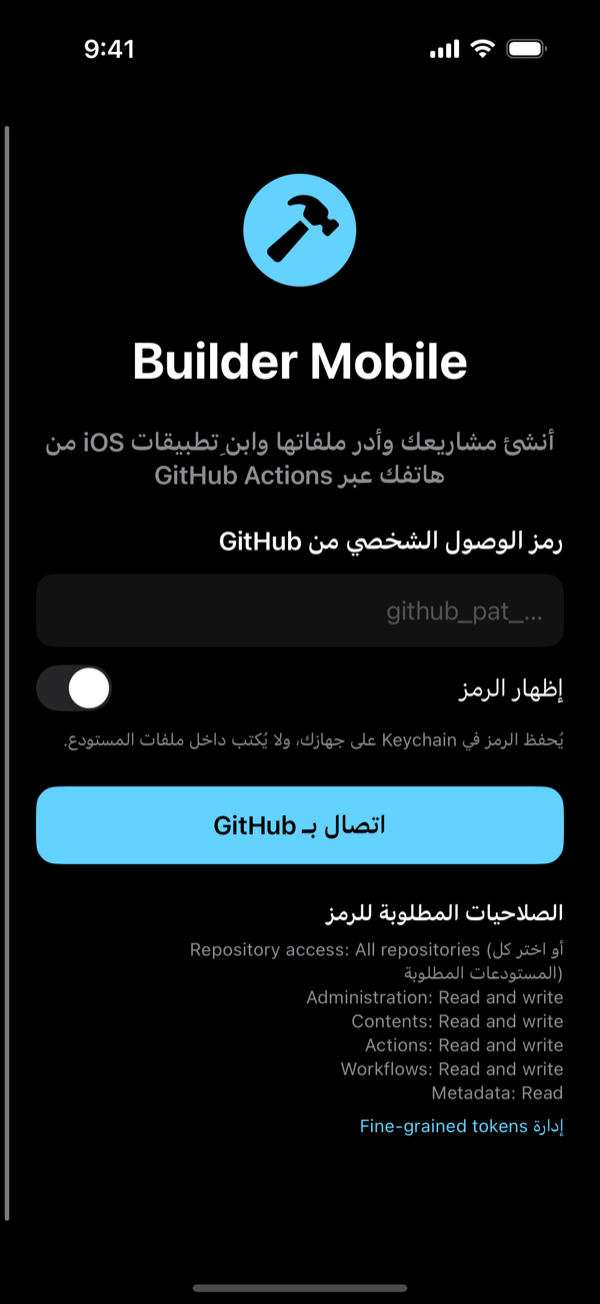 9:41
Builder Mobile
أنشئ مشاريعك وأدر ملفاتها وابنِ تطبيقات iOS من
هاتفك عبر GitHub Actions
رمز الوصول الشخصي من GitHub
github_pat_...
إظهار الرمز
يُحفظ الرمز في Keychain على جهازك، ولا يُكتب داخل ملفات المستودع.
اتصال بـ GitHub
الصلاحيات المطلوبة للرمز
Repository access: All repositories (أو اختر كل
المستودعات المطلوبة)
Administration: Read and write
Contents: Read and write
Actions: Read and write
Workflows: Read and write
Metadata: Read
إدارة Fine-grained tokens